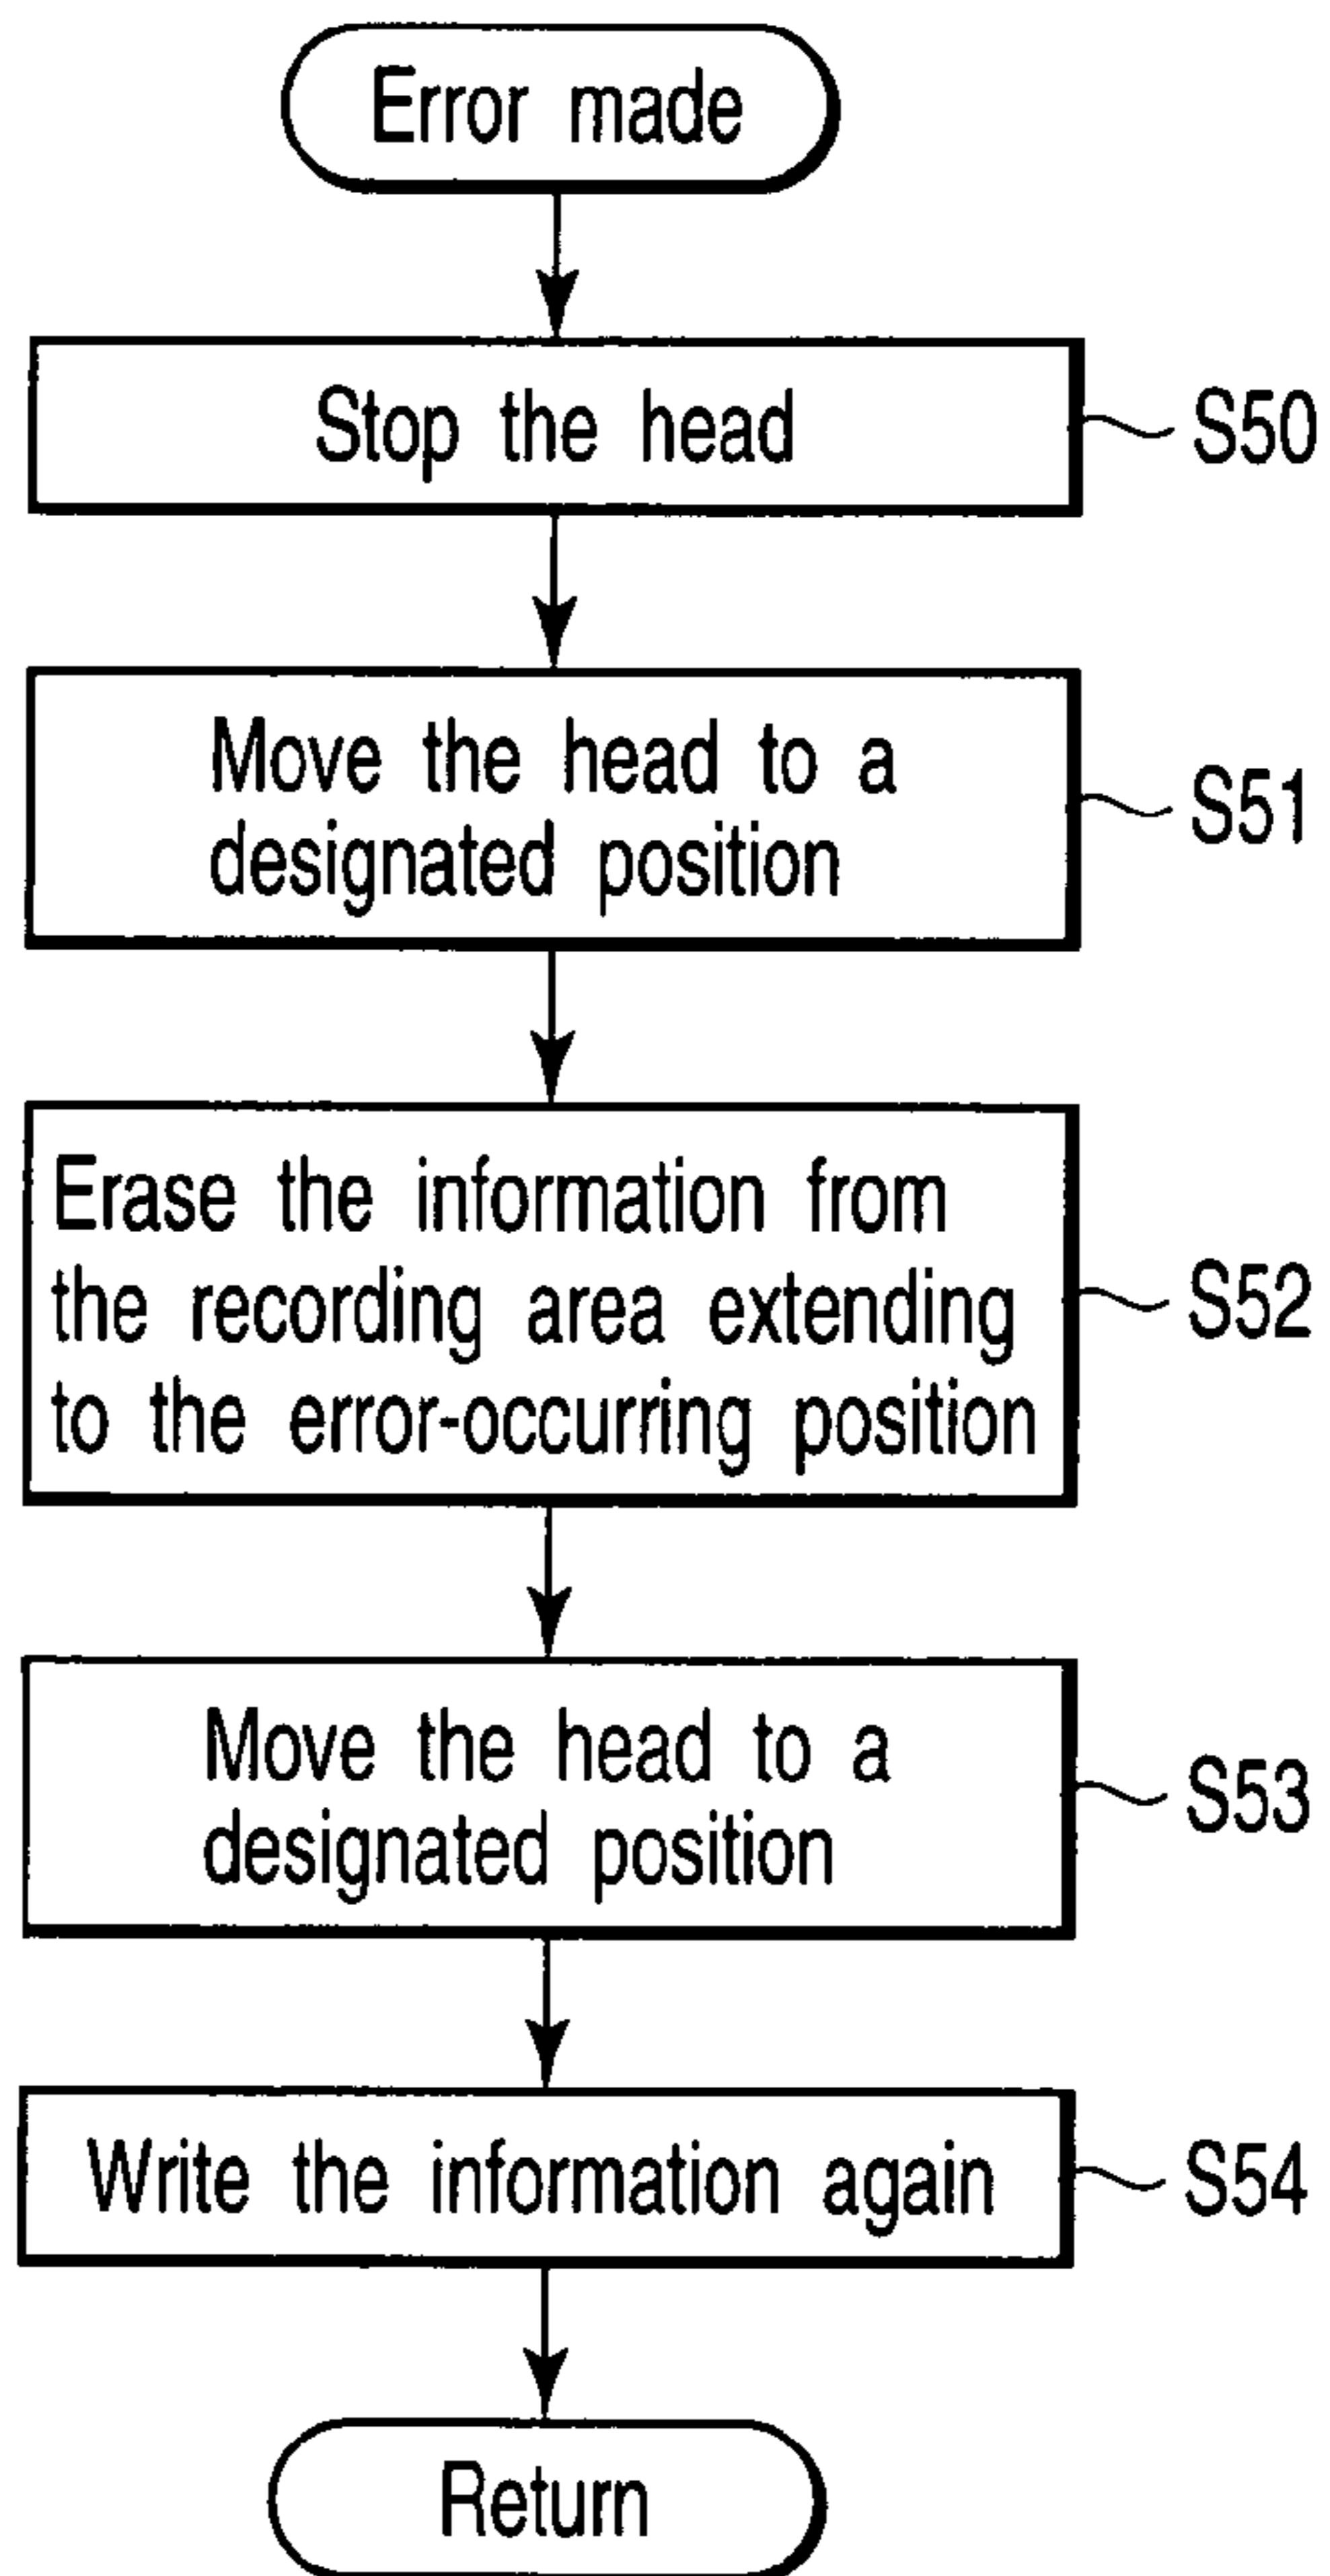 Error made
Stop the head
S50
Move the head to a
designated position
S51
Erase the information from
the recording area extending
to the error-occurring position
S52
Move the head to a
designated position
S53
Write the information again
S54
Return